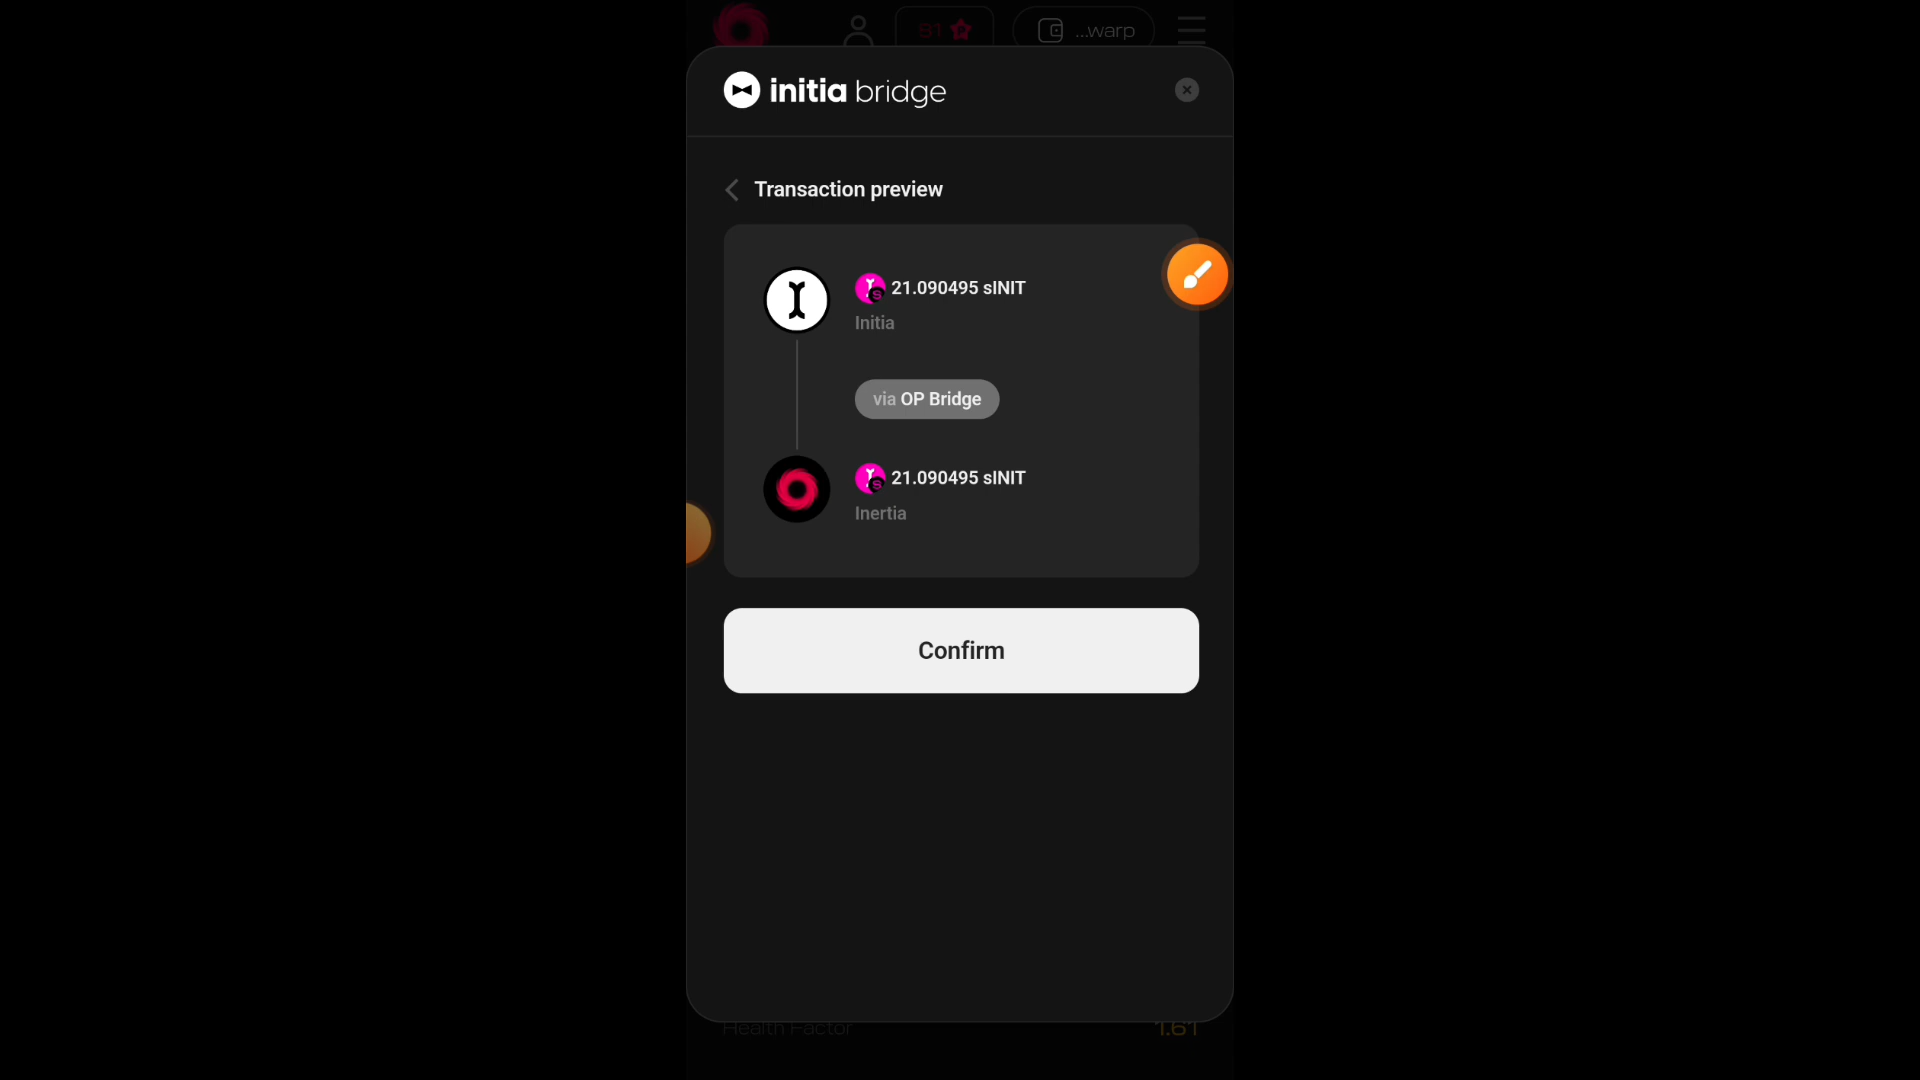 S1 ...warp
initia bridge
Transaction preview
21.090495 sINIT
Initia
via OP Bridge
21.090495 sINIT
Inertia
Confirm
Health Factor 1.61